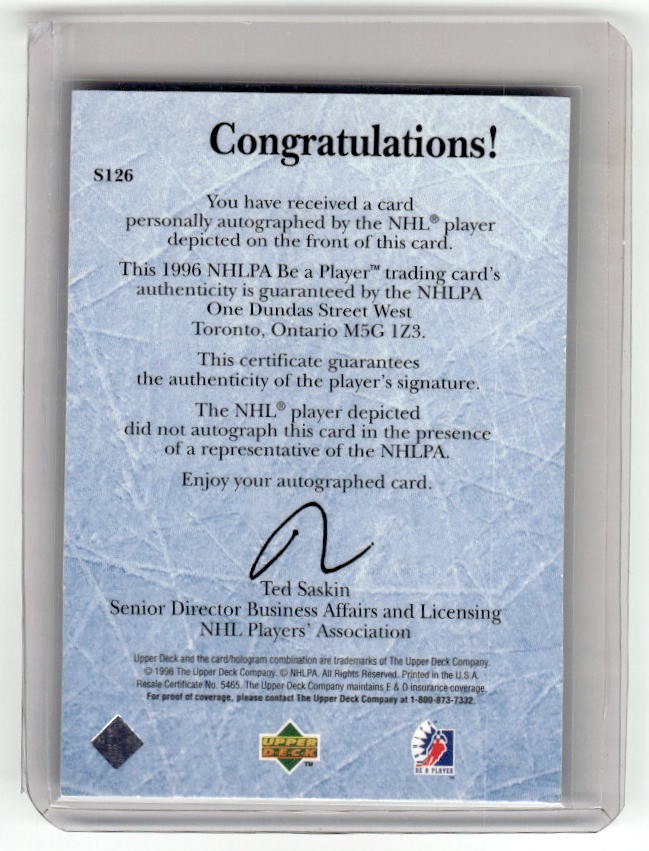 Congratulations!
S126
You have received a card
personally autographed by the NHL® player
depicted on the front of this card.
This 1996 NHLPA Be a Player™ trading card's
authenticity is guaranteed by the NHLPA
One Dundas Street West
Toronto, Ontario M5G 1Z3.
This certificate guarantees
the authenticity of the player's signature.
The NHL® player depicted
did not autograph this card in the presence
of a representative of the NHLPA.
Enjoy your autographed card.
Ted Saskin
Senior Director Business Affairs and Licensing
NHL Players' Association
Upper Deck and the card/hologram combination are trademarks of The Upper Deck Company.
© 1996 The Upper Deck Company. © NHLPA. All Rights Reserved. Printed in the U.S.A.
Resale Certificate No. 5465. The Upper Deck Company maintains E & O insurance coverage.
For proof of coverage, please contact The Upper Deck Company at 1-800-873-7332.
UPPER
DECK
™
BE A PLAYER